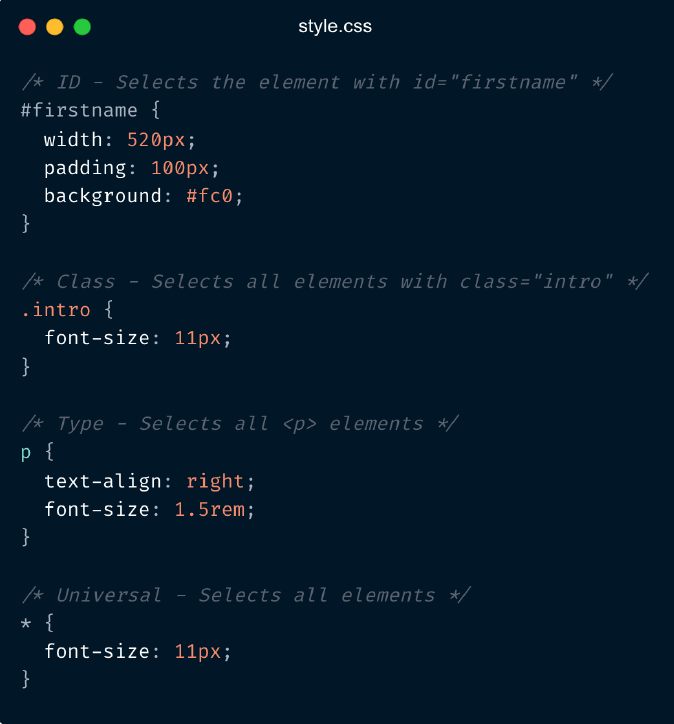 style.css
/* ID - Selects the element with id="firstname" */
#firstname {
  width: 520px;
  padding: 100px;
  background: #fc0;
}
/* Class - Selects all elements with class="intro" */
.intro {
  font-size: 11px;
}
/* Type - Selects all <p> elements */
p {
  text-align: right;
  font-size: 1.5rem;
}
/* Universal - Selects all elements */
* {
  font-size: 11px;
}